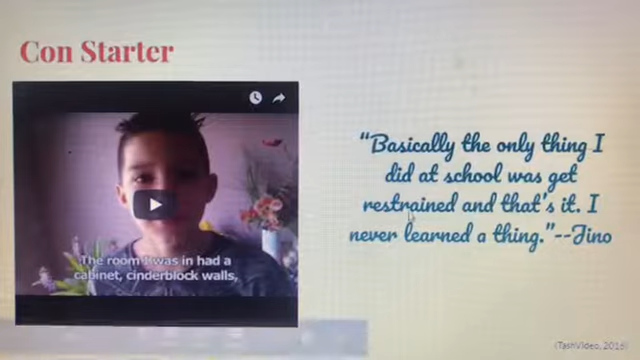 Con Starter
The room I was in had a
cabinet, cinderblock walls,
“Basically the only thing I
did at school was get
restrained and that's it. I
never learned a thing.”--Jino
(TashVideo, 2016)